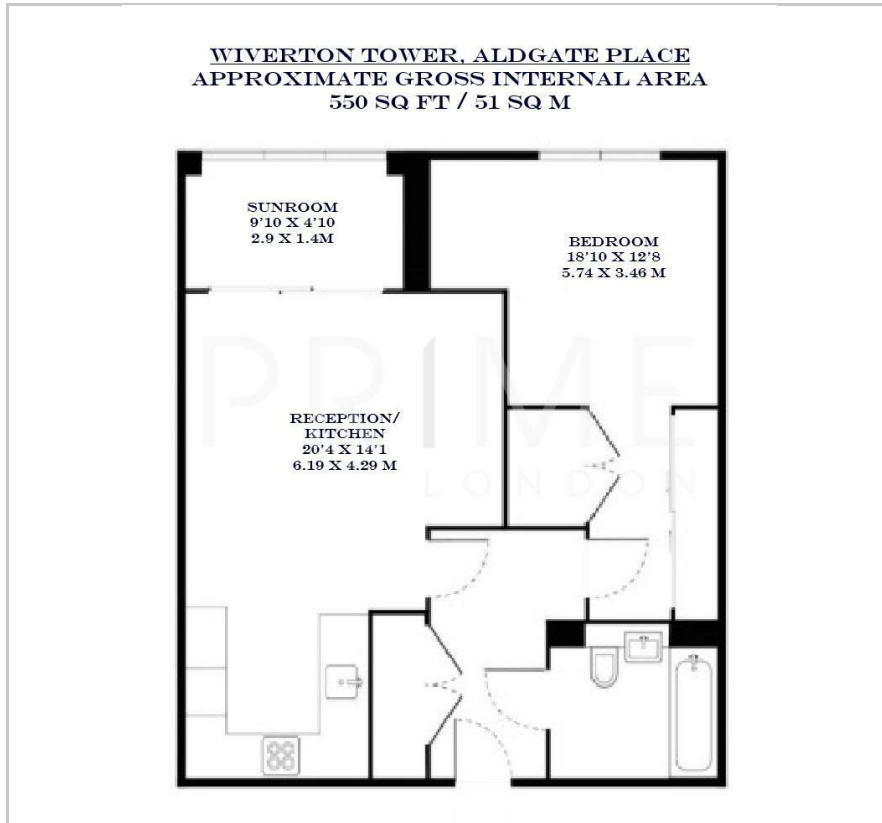 WIVERTON TOWER, ALDGATE PLACE
APPROXIMATE GROSS INTERNAL AREA
550 SQ FT / 51 SQ M
SUNROOM
9'10 X 4'10
2.9 X 1.4M
BEDROOM
18'10 X 12'8
5.74 X 3.46 M
PRIME
LONDON
RECEPTION/
KITCHEN
20'4 X 14'1
6.19 X 4.29 M